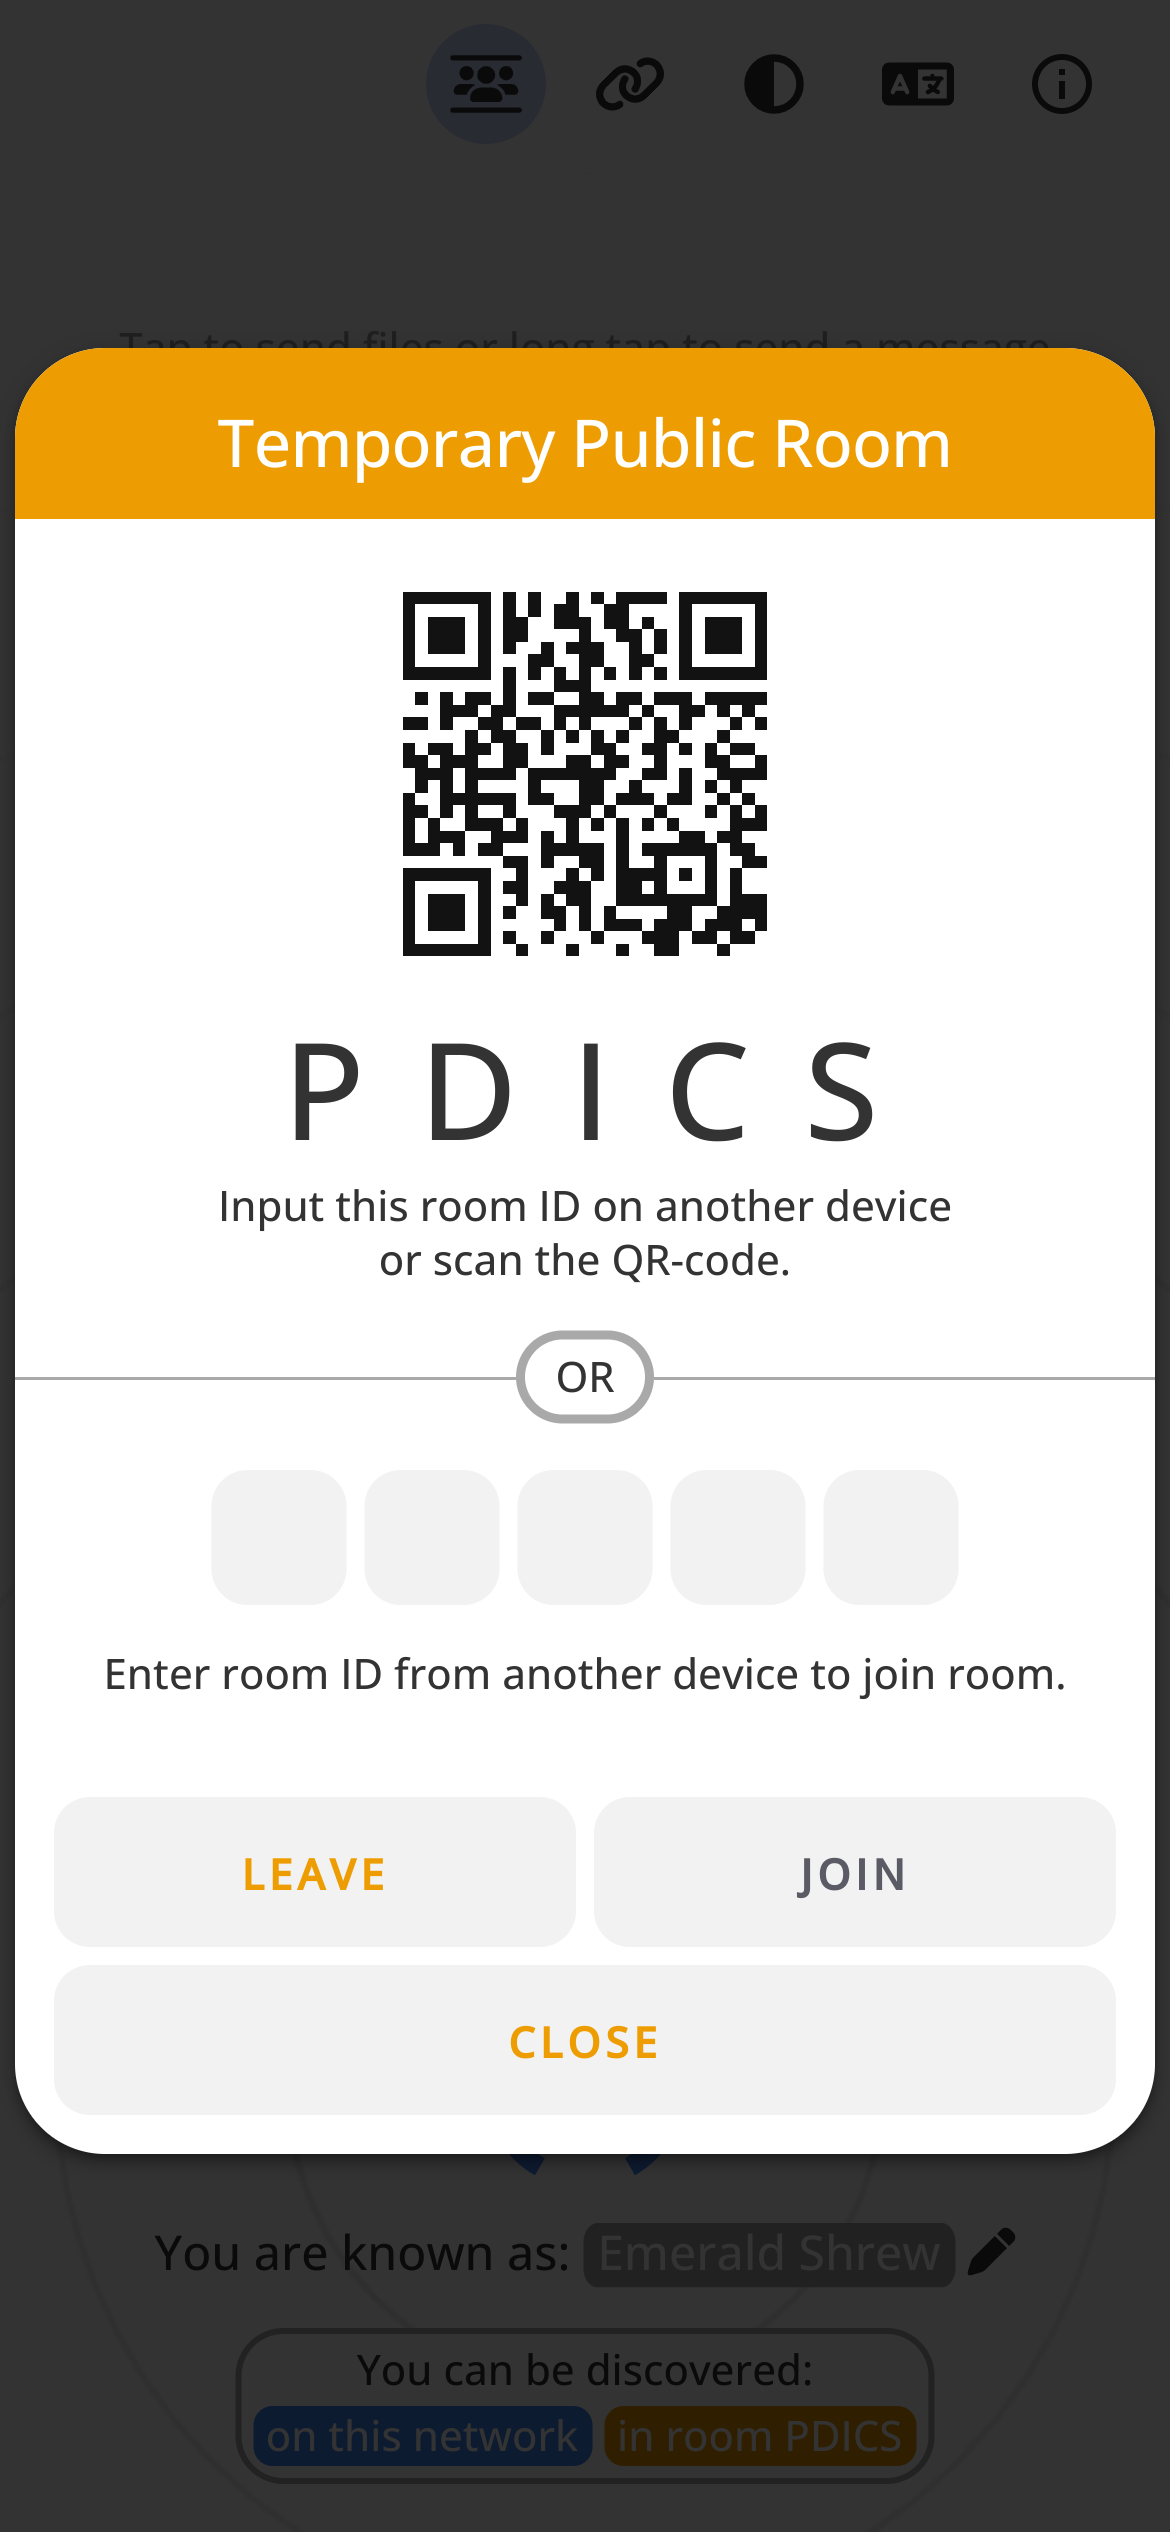 Tap to send files or long tap to send a message
Temporary Public Room
P D I C S
Input this room ID on another device
or scan the QR-code.
OR
Enter room ID from another device to join room.
LEAVE
JOIN
CLOSE
You are known as: Emerald Shrew
You can be discovered:
on this network in room PDICS